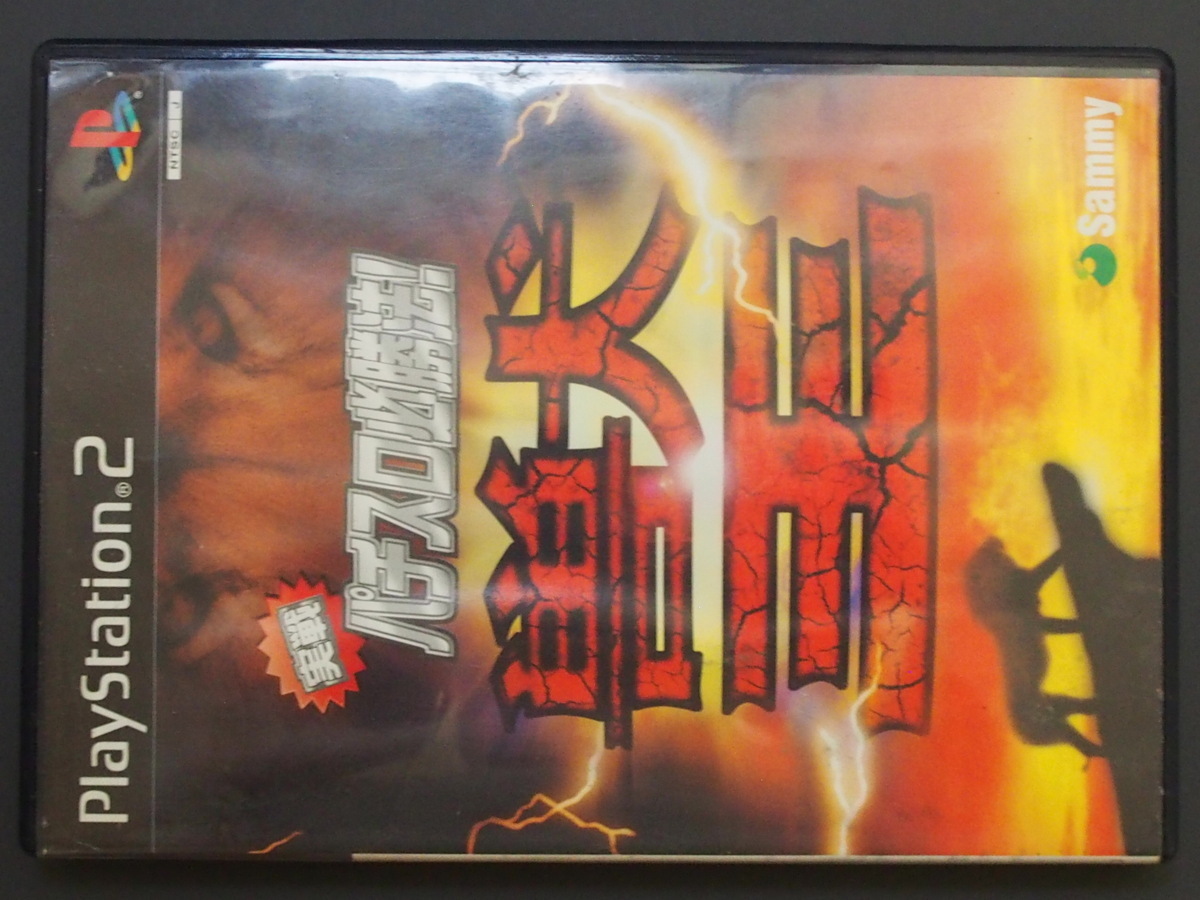 PlayStation®2
NTSC J
実戦
パチスロ必勝法!
獣王
Sammy